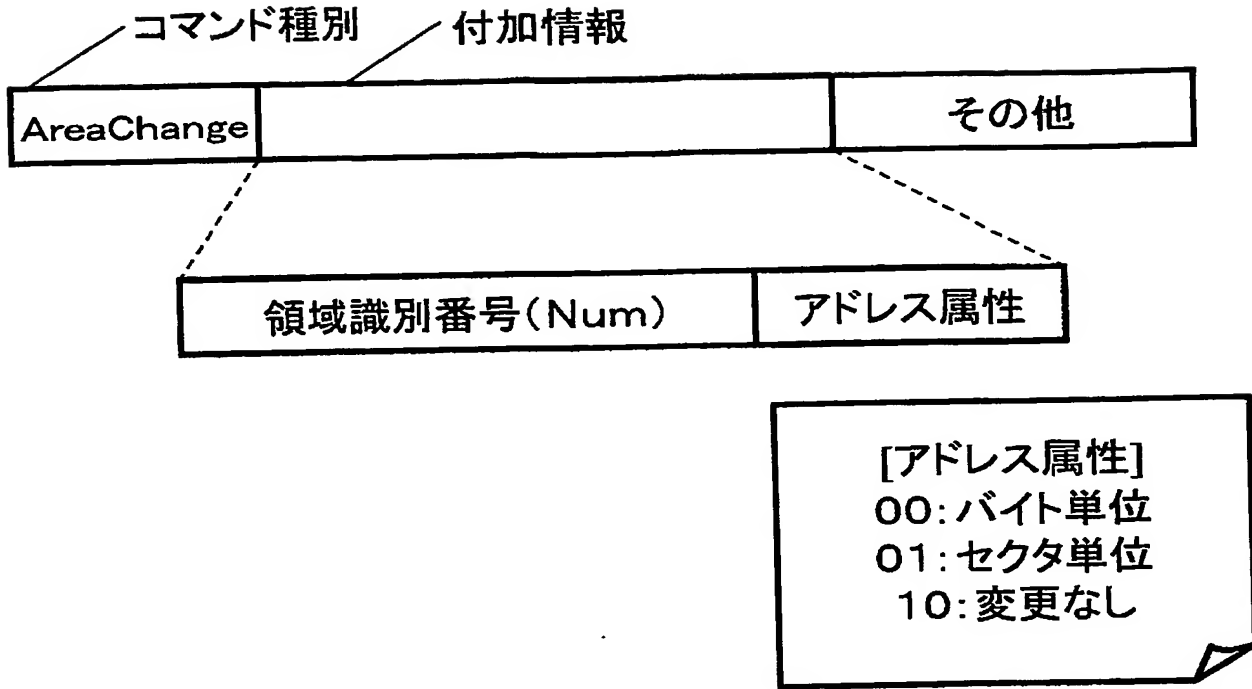 コマンド種別
付加情報
AreaChange
その他
領域識別番号(Num)
アドレス属性
[アドレス属性]
00:バイト単位
01:セクタ単位
10:変更なし